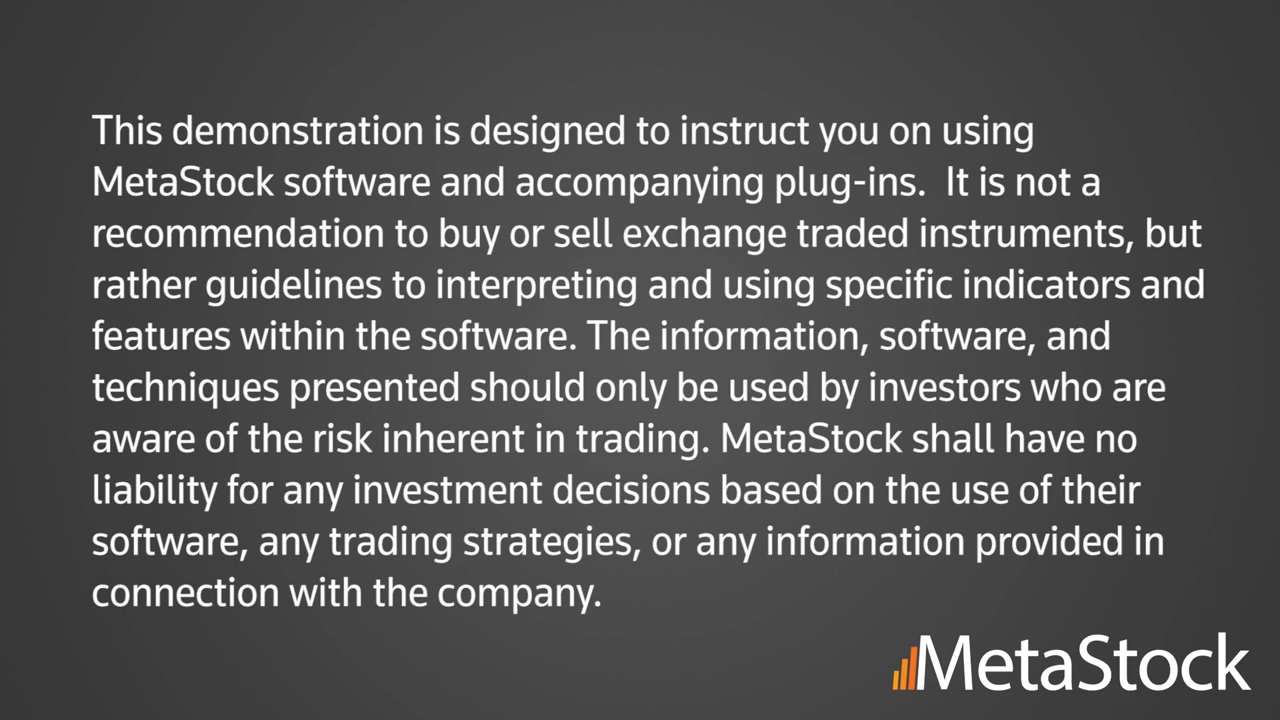 This demonstration is designed to instruct you on using
MetaStock software and accompanying plug-ins.  It is not a
recommendation to buy or sell exchange traded instruments, but
rather guidelines to interpreting and using specific indicators and
features within the software. The information, software, and
techniques presented should only be used by investors who are
aware of the risk inherent in trading. MetaStock shall have no
liability for any investment decisions based on the use of their
software, any trading strategies, or any information provided in
connection with the company.
MetaStock